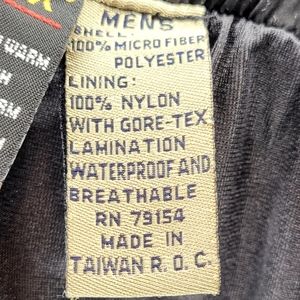 X
WARM
H
R
MENS
SHELL:
100% MICRO FIBER
POLYESTER
LINING:
100% NYLON
WITH GORE-TEX
LAMINATION
WATERPROOF AND
BREATHABLE
RN 79154
MADE IN
TAIWAN R.O.C.